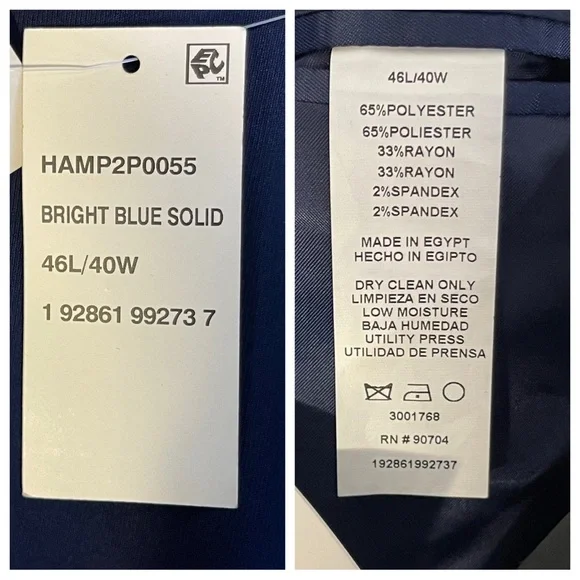 EPC
TM
HAMP2P0055
BRIGHT BLUE SOLID
46L/40W
1 92861 99273 7
46L/40W
65%POLYESTER
65%POLIESTER
33%RAYON
33%RAYON
2%SPANDEX
2%SPANDEX
MADE IN EGYPT
HECHO IN EGIPTO
DRY CLEAN ONLY
LIMPIEZA EN SECO
LOW MOISTURE
BAJA HUMEDAD
UTILITY PRESS
UTILIDAD DE PRENSA
3001768
RN # 90704
192861992737